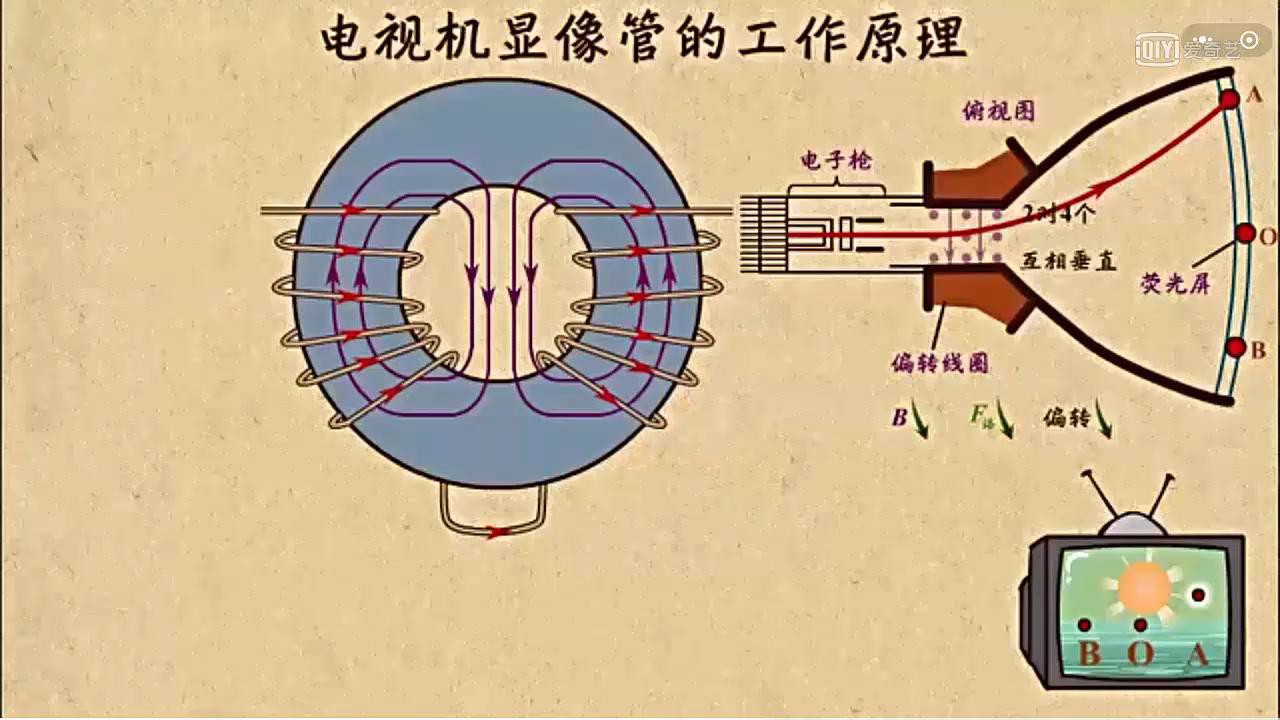 电视机显像管的工作原理
iQIYI 爱奇艺
A
俯视图
电子枪
2对4个
O
互相垂直
荧光屏
B
偏转线圈
B F洛 偏转
B O A